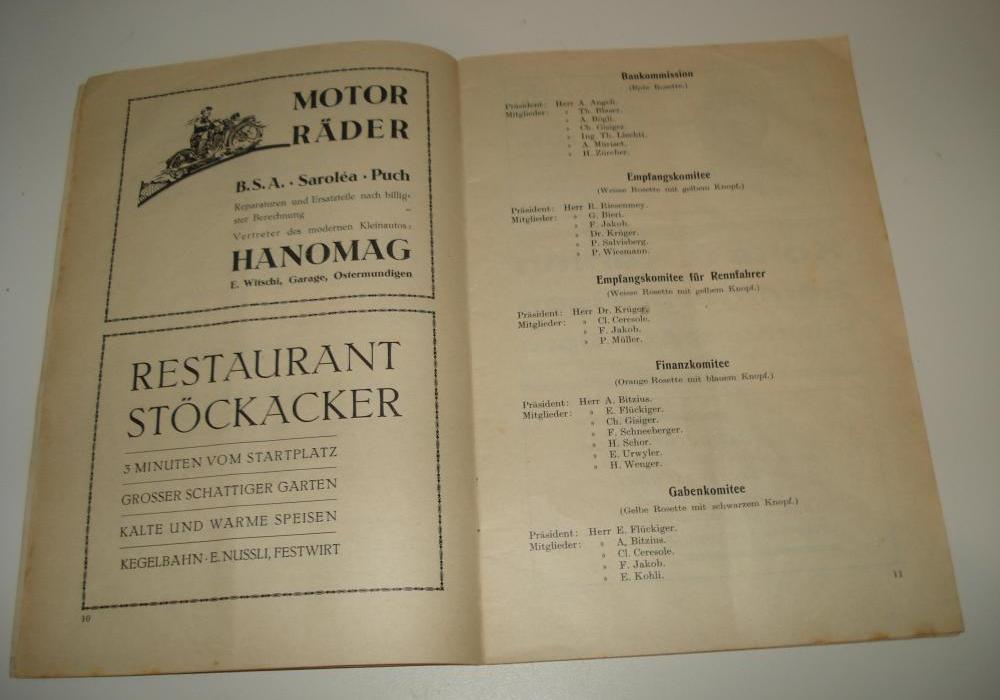 MOTOR
RÄDER
B.S.A. · Saroléa · Puch
Reparaturen und Ersatzteile nach billig-
ster Berechnung
Vertreter des modernen Kleinautos:
HANOMAG
E. Witschi, Garage, Ostermundigen
RESTAURANT
STÖCKACKER
3 MINUTEN VOM STARTPLATZ
GROSSER SCHATTIGER GARTEN
KALTE UND WARME SPEISEN
KEGELBAHN · E. NUSSLI, FESTWIRT
10
Baukommission
(Rote Rosette.)
Präsident: Herr A. Angeli.
Mitglieder: » Th. Blaser.
» A. Bögli.
» Ch. Gisiger.
» Ing. Th. Liechti.
» A. Müriset.
» H. Zürcher.
Empfangskomitee
(Weisse Rosette mit gelbem Knopf.)
Präsident: Herr R. Riesenmey.
Mitglieder: » G. Bieri.
» F. Jakob.
» Dr. Krüger.
» P. Salvisberg.
» P. Wiesmann.
Empfangskomitee für Rennfahrer
(Weisse Rosette mit gelbem Knopf.)
Präsident: Herr Dr. Krüger.
Mitglieder: » Cl. Ceresole.
» F. Jakob.
» P. Müller.
Finanzkomitee
(Orange Rosette mit blauem Knopf.)
Präsident: Herr A. Bitzius.
Mitglieder: » E. Flückiger.
» Ch. Gisiger.
» F. Schneeberger.
» H. Schor.
» E. Urwyler.
» H. Wenger.
Gabenkomitee
(Gelbe Rosette mit schwarzem Knopf.)
Präsident: Herr E. Flückiger.
Mitglieder: » A. Bitzius.
» Cl. Ceresole.
» F. Jakob.
» E. Kohli.
11